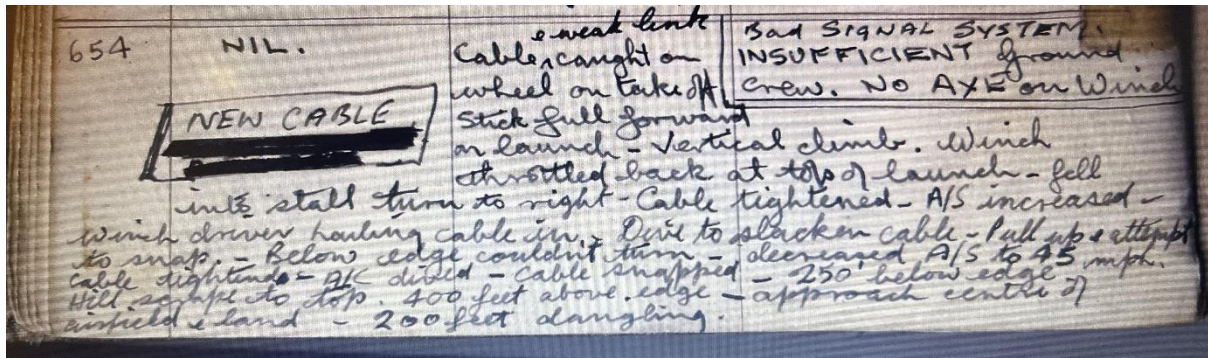 654 NIL.
& weak link
Cable caught on
wheel on take off
Bad SIGNAL SYSTEM.
INSUFFICIENT ground
crew. NO AXE on Winch
NEW CABLE
Stick full forward
on launch - Vertical climb. Winch
throttled back at top of launch - fell
into stall turn to right - Cable tightened - A/S increased -
winch driver hauling cable in. - Dive to slacken cable - Pull up & attempt
to snap. - Below edge couldn't turn - decreased A/S to 45 mph.
Cable tightened - A/C dived - Cable snapped - 250' below edge -
Hill scrape to top. 400 feet above edge - approach centre of
airfield & land - 200 feet dangling.